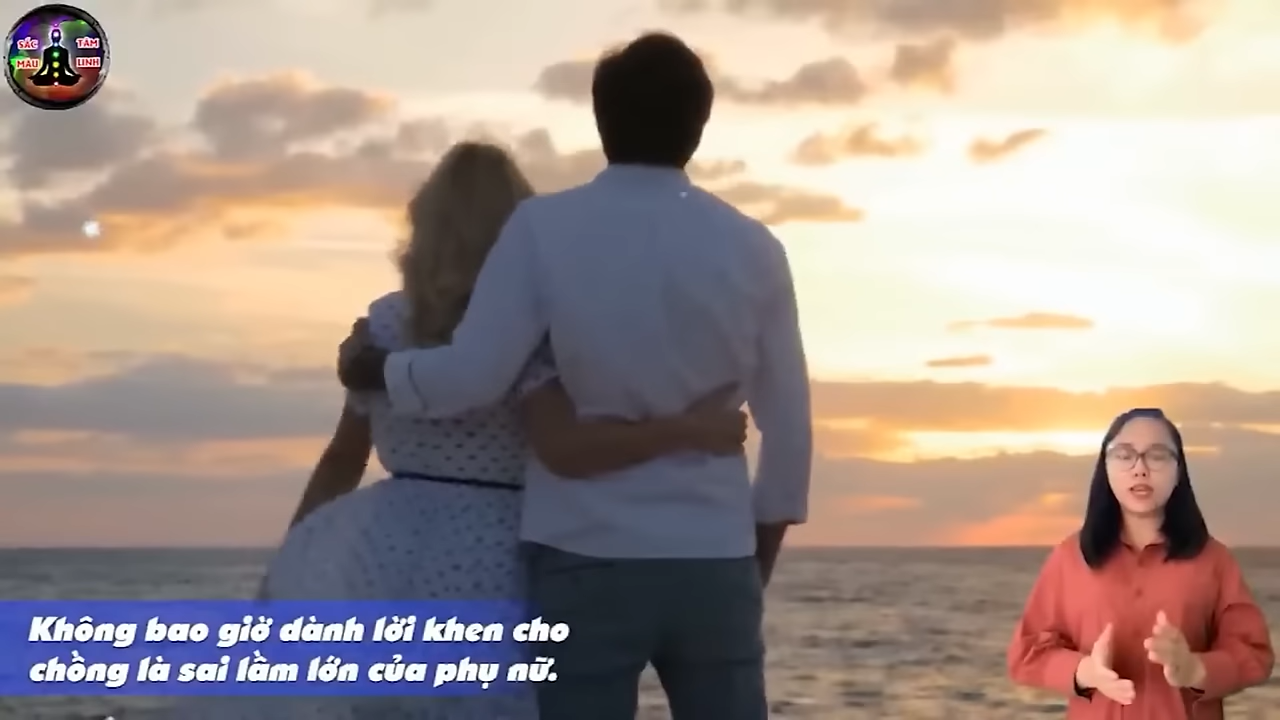 SẮC TÂM
MÀU LINH
Không bao giờ dành lời khen cho
chồng là sai lầm lớn của phụ nữ.